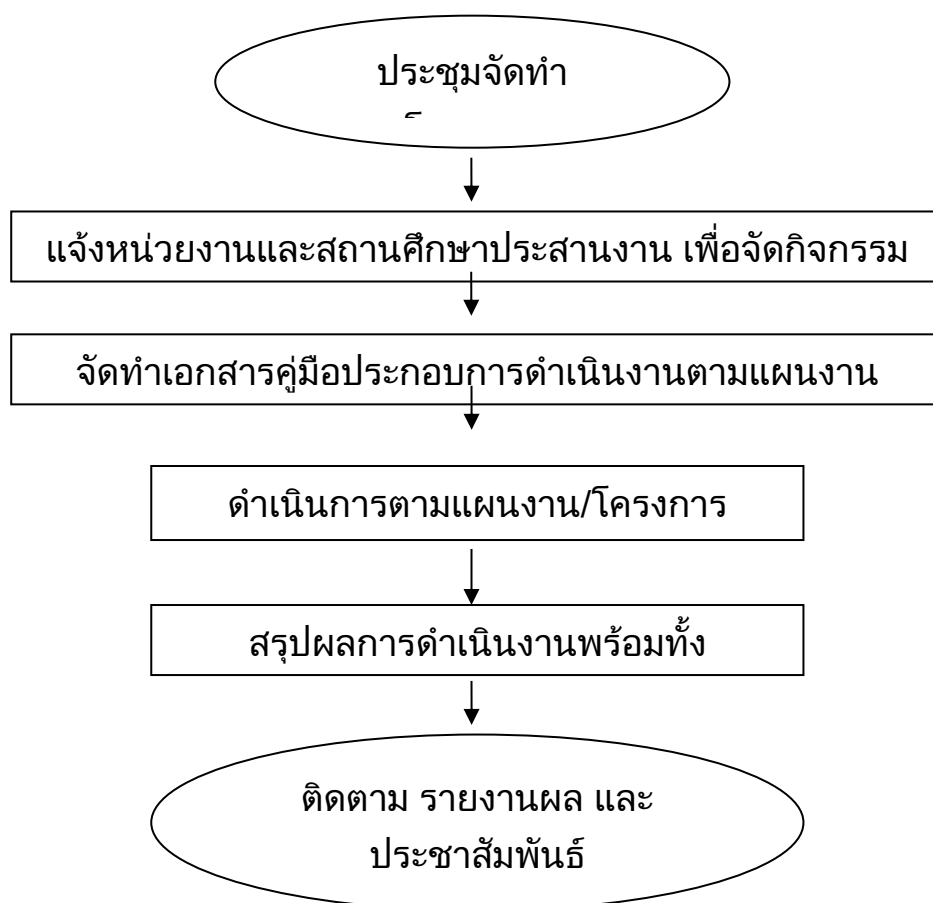 ประชุมจัดทำ
แจ้งหน่วยงานและสถานศึกษาประสานงาน เพื่อจัดกิจกรรม
จัดทำเอกสารคู่มือประกอบการดำเนินงานตามแผนงาน
ดำเนินการตามแผนงาน/โครงการ
สรุปผลการดำเนินงานพร้อมทั้ง
ติดตาม รายงานผล และ
ประชาสัมพันธ์